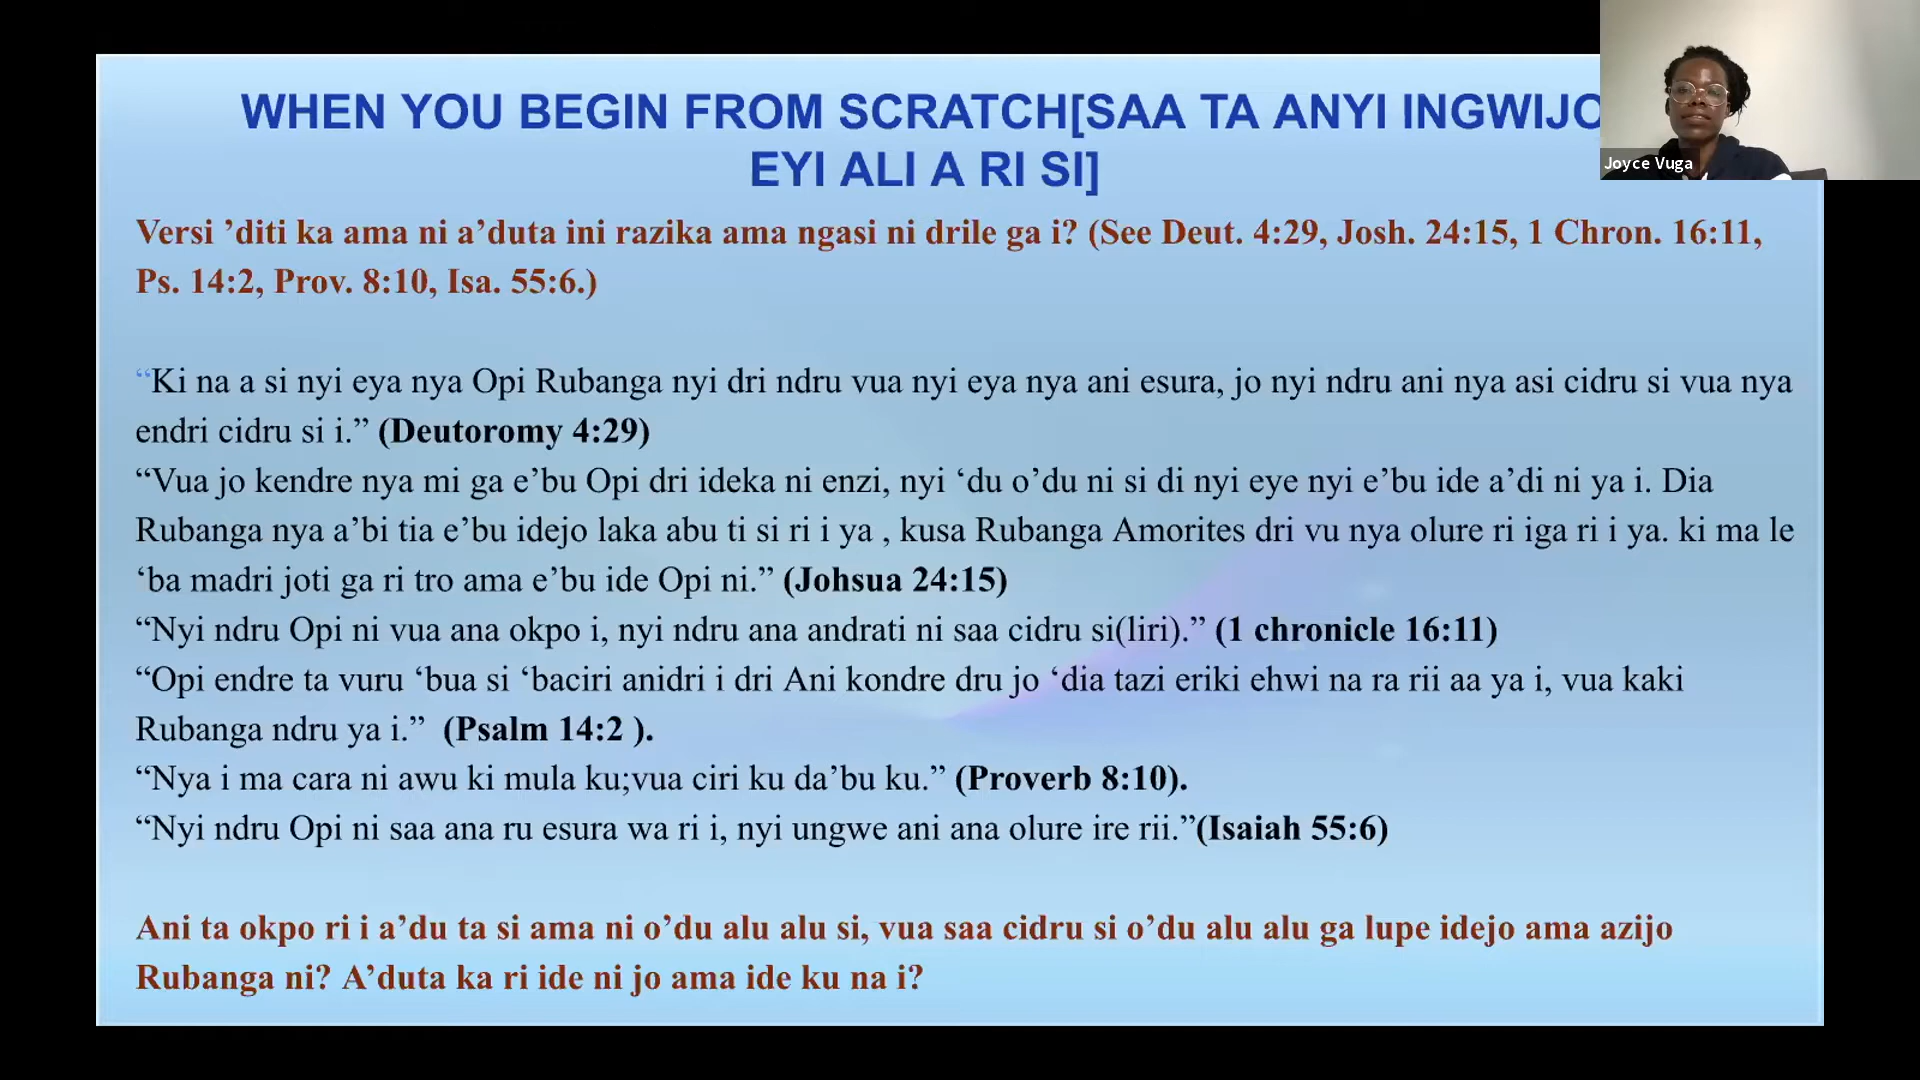 WHEN YOU BEGIN FROM SCRATCH[SAA TA ANYI INGWIJO
EYI ALI A RI SI]
Joyce Vuga
Versi ’diti ka ama ni a’duta ini razika ama ngasi ni drile ga i? (See Deut. 4:29, Josh. 24:15, 1 Chron. 16:11,
Ps. 14:2, Prov. 8:10, Isa. 55:6.)
“Ki na a si nyi eya nya Opi Rubanga nyi dri ndru vua nyi eya nya ani esura, jo nyi ndru ani nya asi cidru si vua nya
endri cidru si i.” (Deutoromy 4:29)
“Vua jo kendre nya mi ga e’bu Opi dri ideka ni enzi, nyi ‘du o’du ni si di nyi eye nyi e’bu ide a’di ni ya i. Dia
Rubanga nya a’bi tia e’bu idejo laka abu ti si ri i ya , kusa Rubanga Amorites dri vu nya olure ri iga ri i ya. ki ma le
‘ba madri joti ga ri tro ama e’bu ide Opi ni.” (Johsua 24:15)
“Nyi ndru Opi ni vua ana okpo i, nyi ndru ana andrati ni saa cidru si(liri).” (1 chronicle 16:11)
“Opi endre ta vuru ‘bua si ‘baciri anidri i dri Ani kondre dru jo ‘dia tazi eriki ehwi na ra rii aa ya i, vua kaki
Rubanga ndru ya i.” (Psalm 14:2 ).
“Nya i ma cara ni awu ki mula ku;vua ciri ku da’bu ku.” (Proverb 8:10).
“Nyi ndru Opi ni saa ana ru esura wa ri i, nyi ungwe ani ana olure ire rii.”(Isaiah 55:6)
Ani ta okpo ri i a’du ta si ama ni o’du alu alu si, vua saa cidru si o’du alu alu ga lupe idejo ama azijo
Rubanga ni? A’duta ka ri ide ni jo ama ide ku na i?